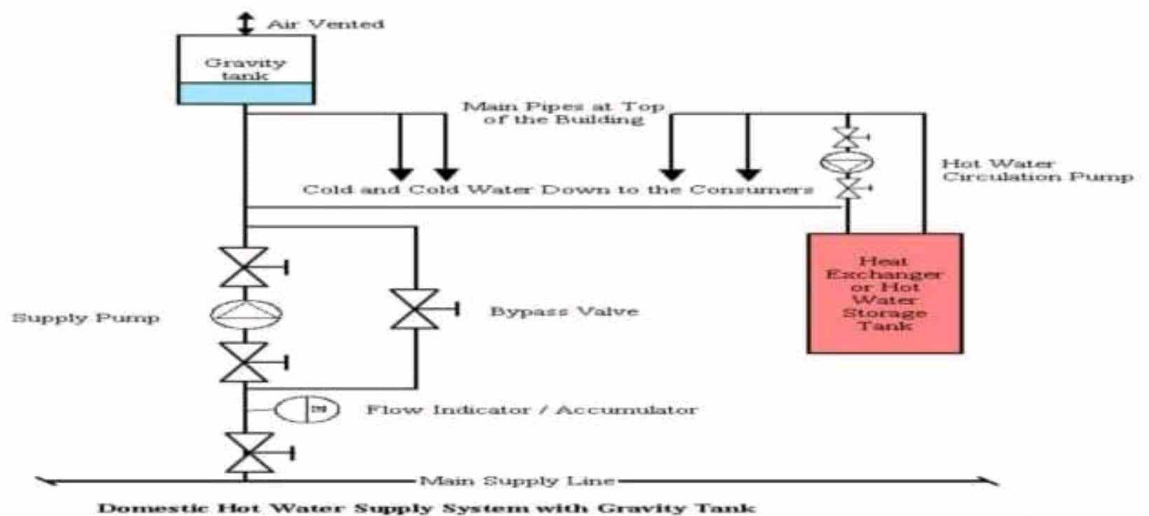 Air Vented
Gravity
tank
Main Pipes at Top
of the Building
Hot Water
Circulation Pump
Cold and Cold Water Down to the Consumers
Heat
Exchanger
or Hot
Water
Storage
Tank
Supply Pump
Bypass Valve
Flow Indicator / Accumulator
Main Supply Line
Domestic Hot Water Supply System with Gravity Tank